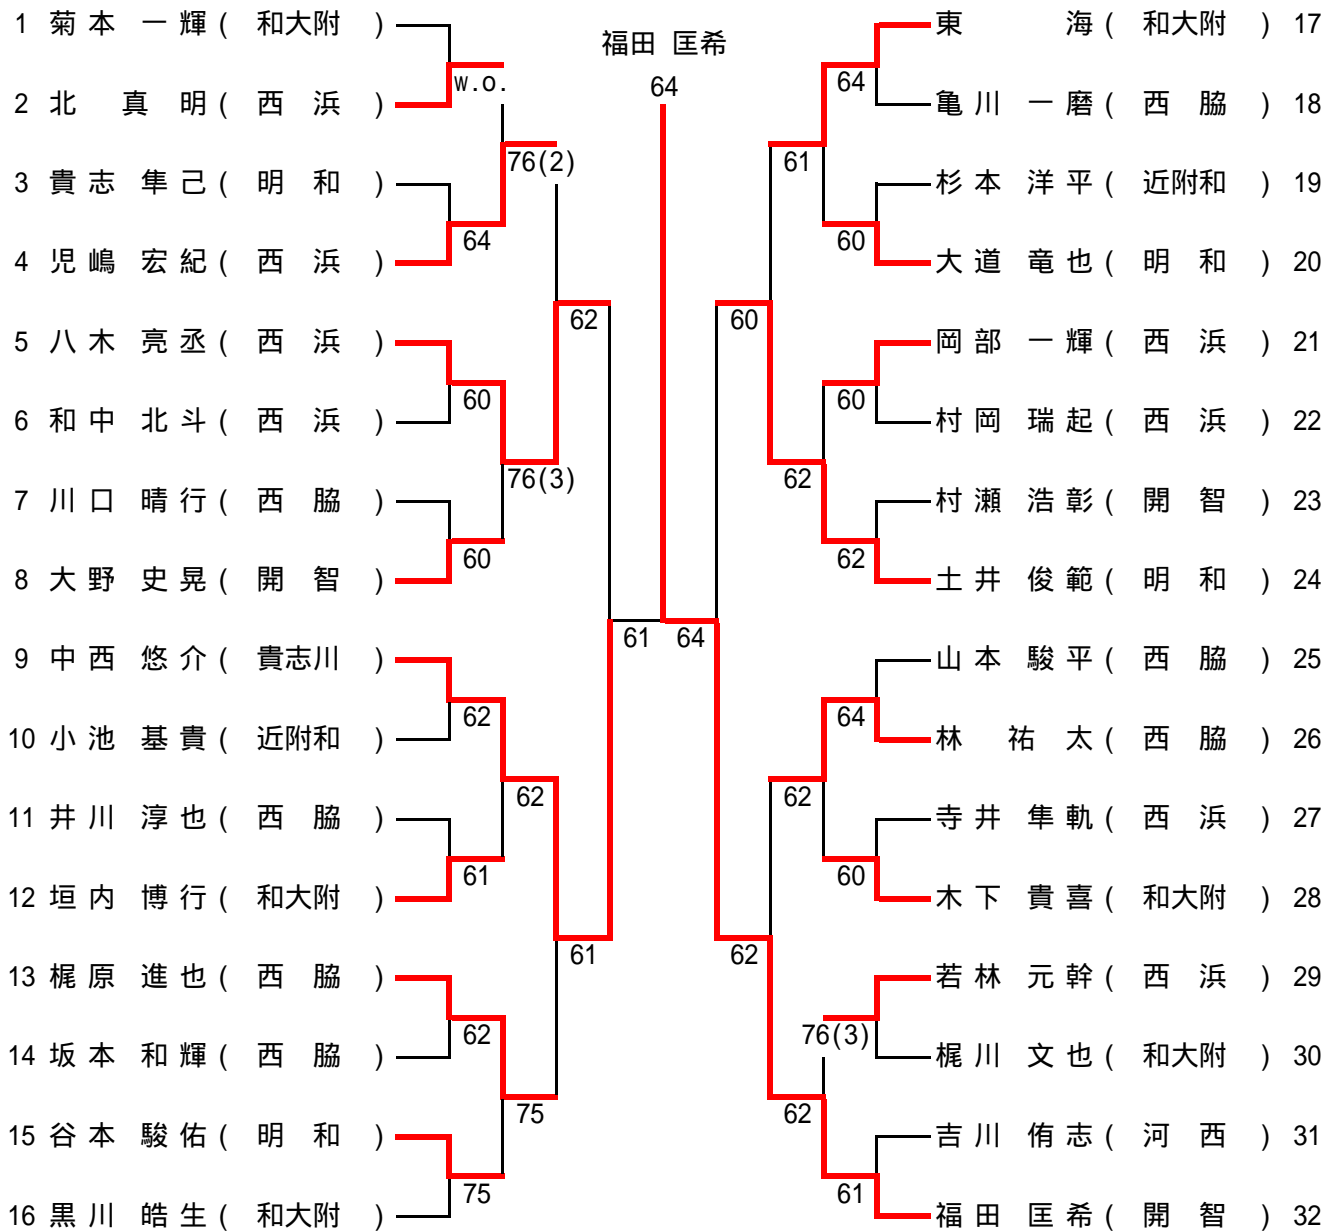 福田 匡希
64
1 菊本 一輝 ( 和大附 )
w.o.
2 北 真明 ( 西浜 )
76(2)
3 貴志 隼己 ( 明和 )
64
4 児嶋 宏紀 ( 西浜 )
62
5 八木 亮丞 ( 西浜 )
60
6 和中 北斗 ( 西浜 )
76(3)
7 川口 晴行 ( 西脇 )
60
8 大野 史晃 ( 開智 )
61
9 中西 悠介 ( 貴志川 )
62
10 小池 基貴 ( 近附和 )
62
11 井川 淳也 ( 西脇 )
61
12 垣内 博行 ( 和大附 )
61
13 梶原 進也 ( 西脇 )
62
14 坂本 和輝 ( 西脇 )
75
15 谷本 駿佑 ( 明和 )
75
16 黒川 皓生 ( 和大附 )
東 海 ( 和大附 ) 17
64
亀川 一磨 ( 西脇 ) 18
61
杉本 洋平 ( 近附和 ) 19
60
大道 竜也 ( 明和 ) 20
60
岡部 一輝 ( 西浜 ) 21
60
村岡 瑞起 ( 西浜 ) 22
62
村瀬 浩彰 ( 開智 ) 23
62
土井 俊範 ( 明和 ) 24
64
山本 駿平 ( 西脇 ) 25
64
林 祐太 ( 西脇 ) 26
62
寺井 隼軌 ( 西浜 ) 27
60
木下 貴喜 ( 和大附 ) 28
62
若林 元幹 ( 西浜 ) 29
76(3)
梶川 文也 ( 和大附 ) 30
62
吉川 侑志 ( 河西 ) 31
61
福田 匡希 ( 開智 ) 32